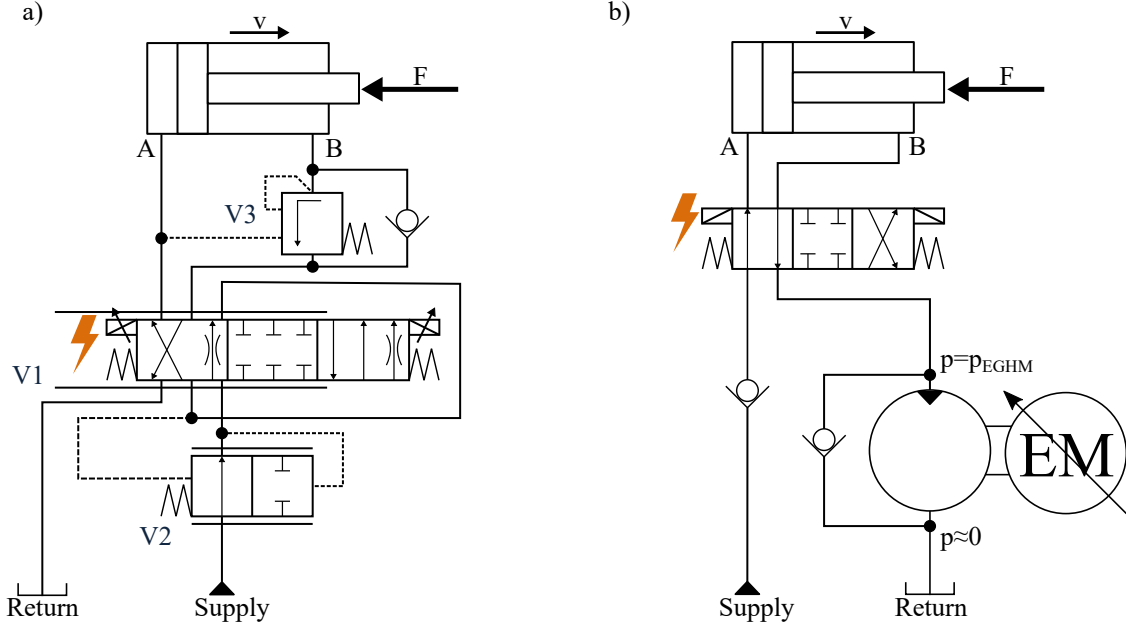 a)
v
F
A
B
V3
V1
V2
Return
Supply
b)
v
F
A
B
p=pEGHM
EM
p≈0
Supply
Return